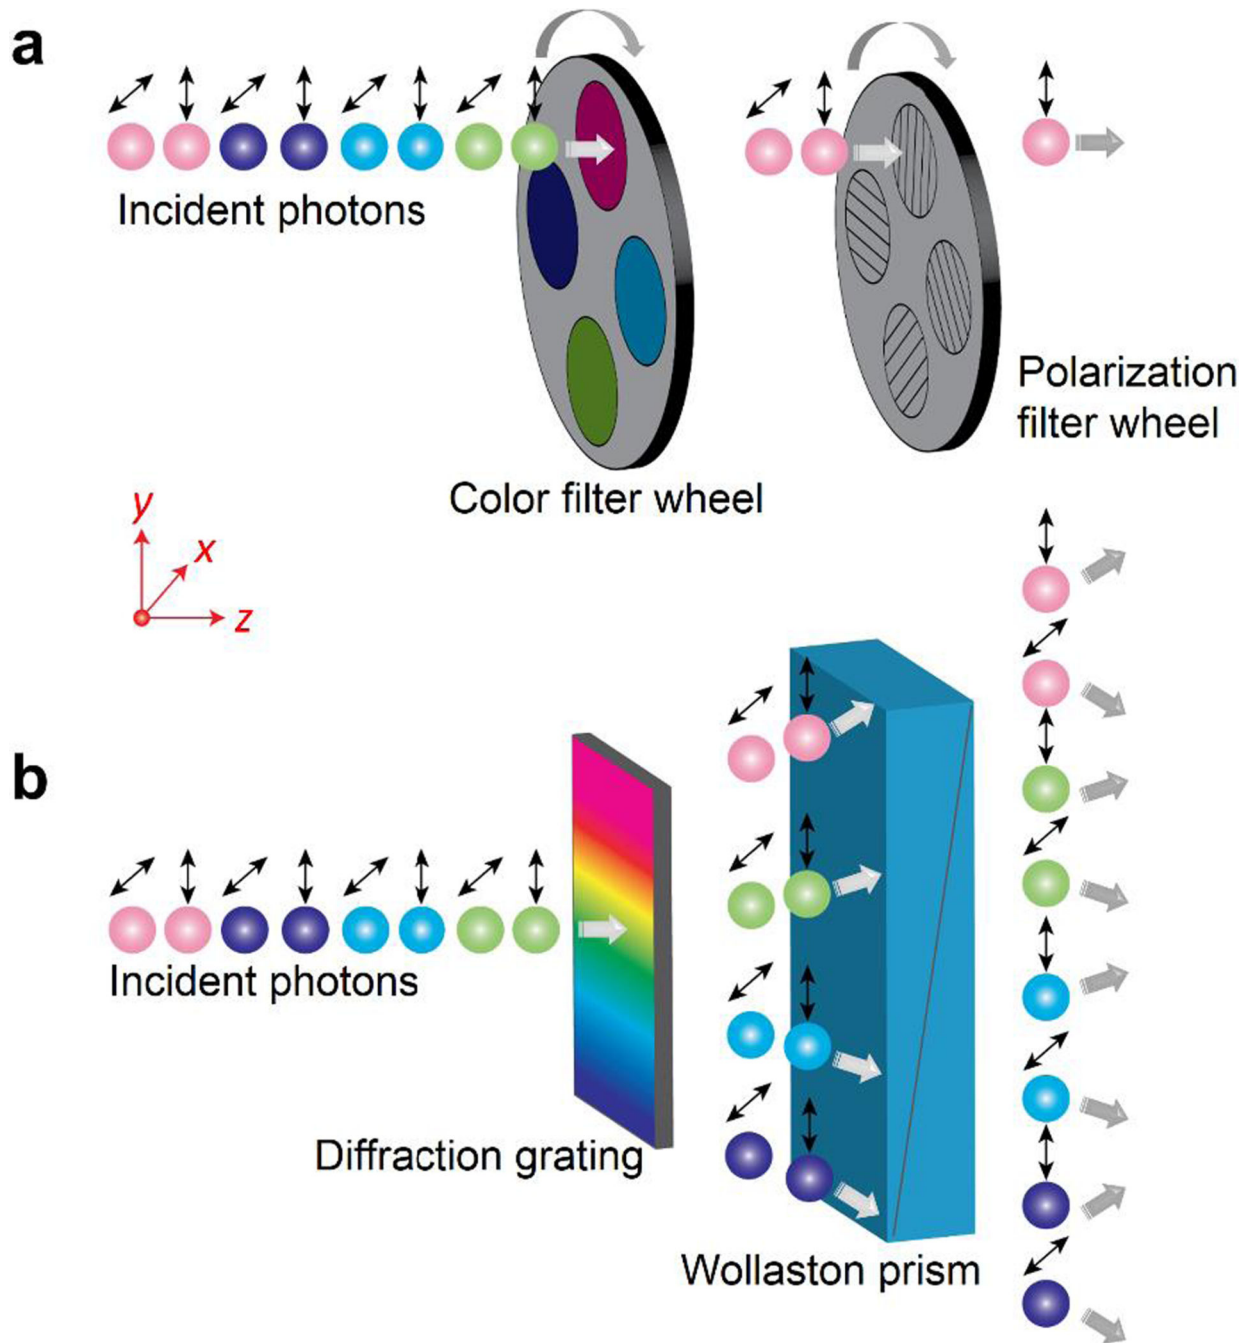 a
Incident photons
Color filter wheel
Polarization
filter wheel
y
x
z
b
Incident photons
Diffraction grating
Wollaston prism